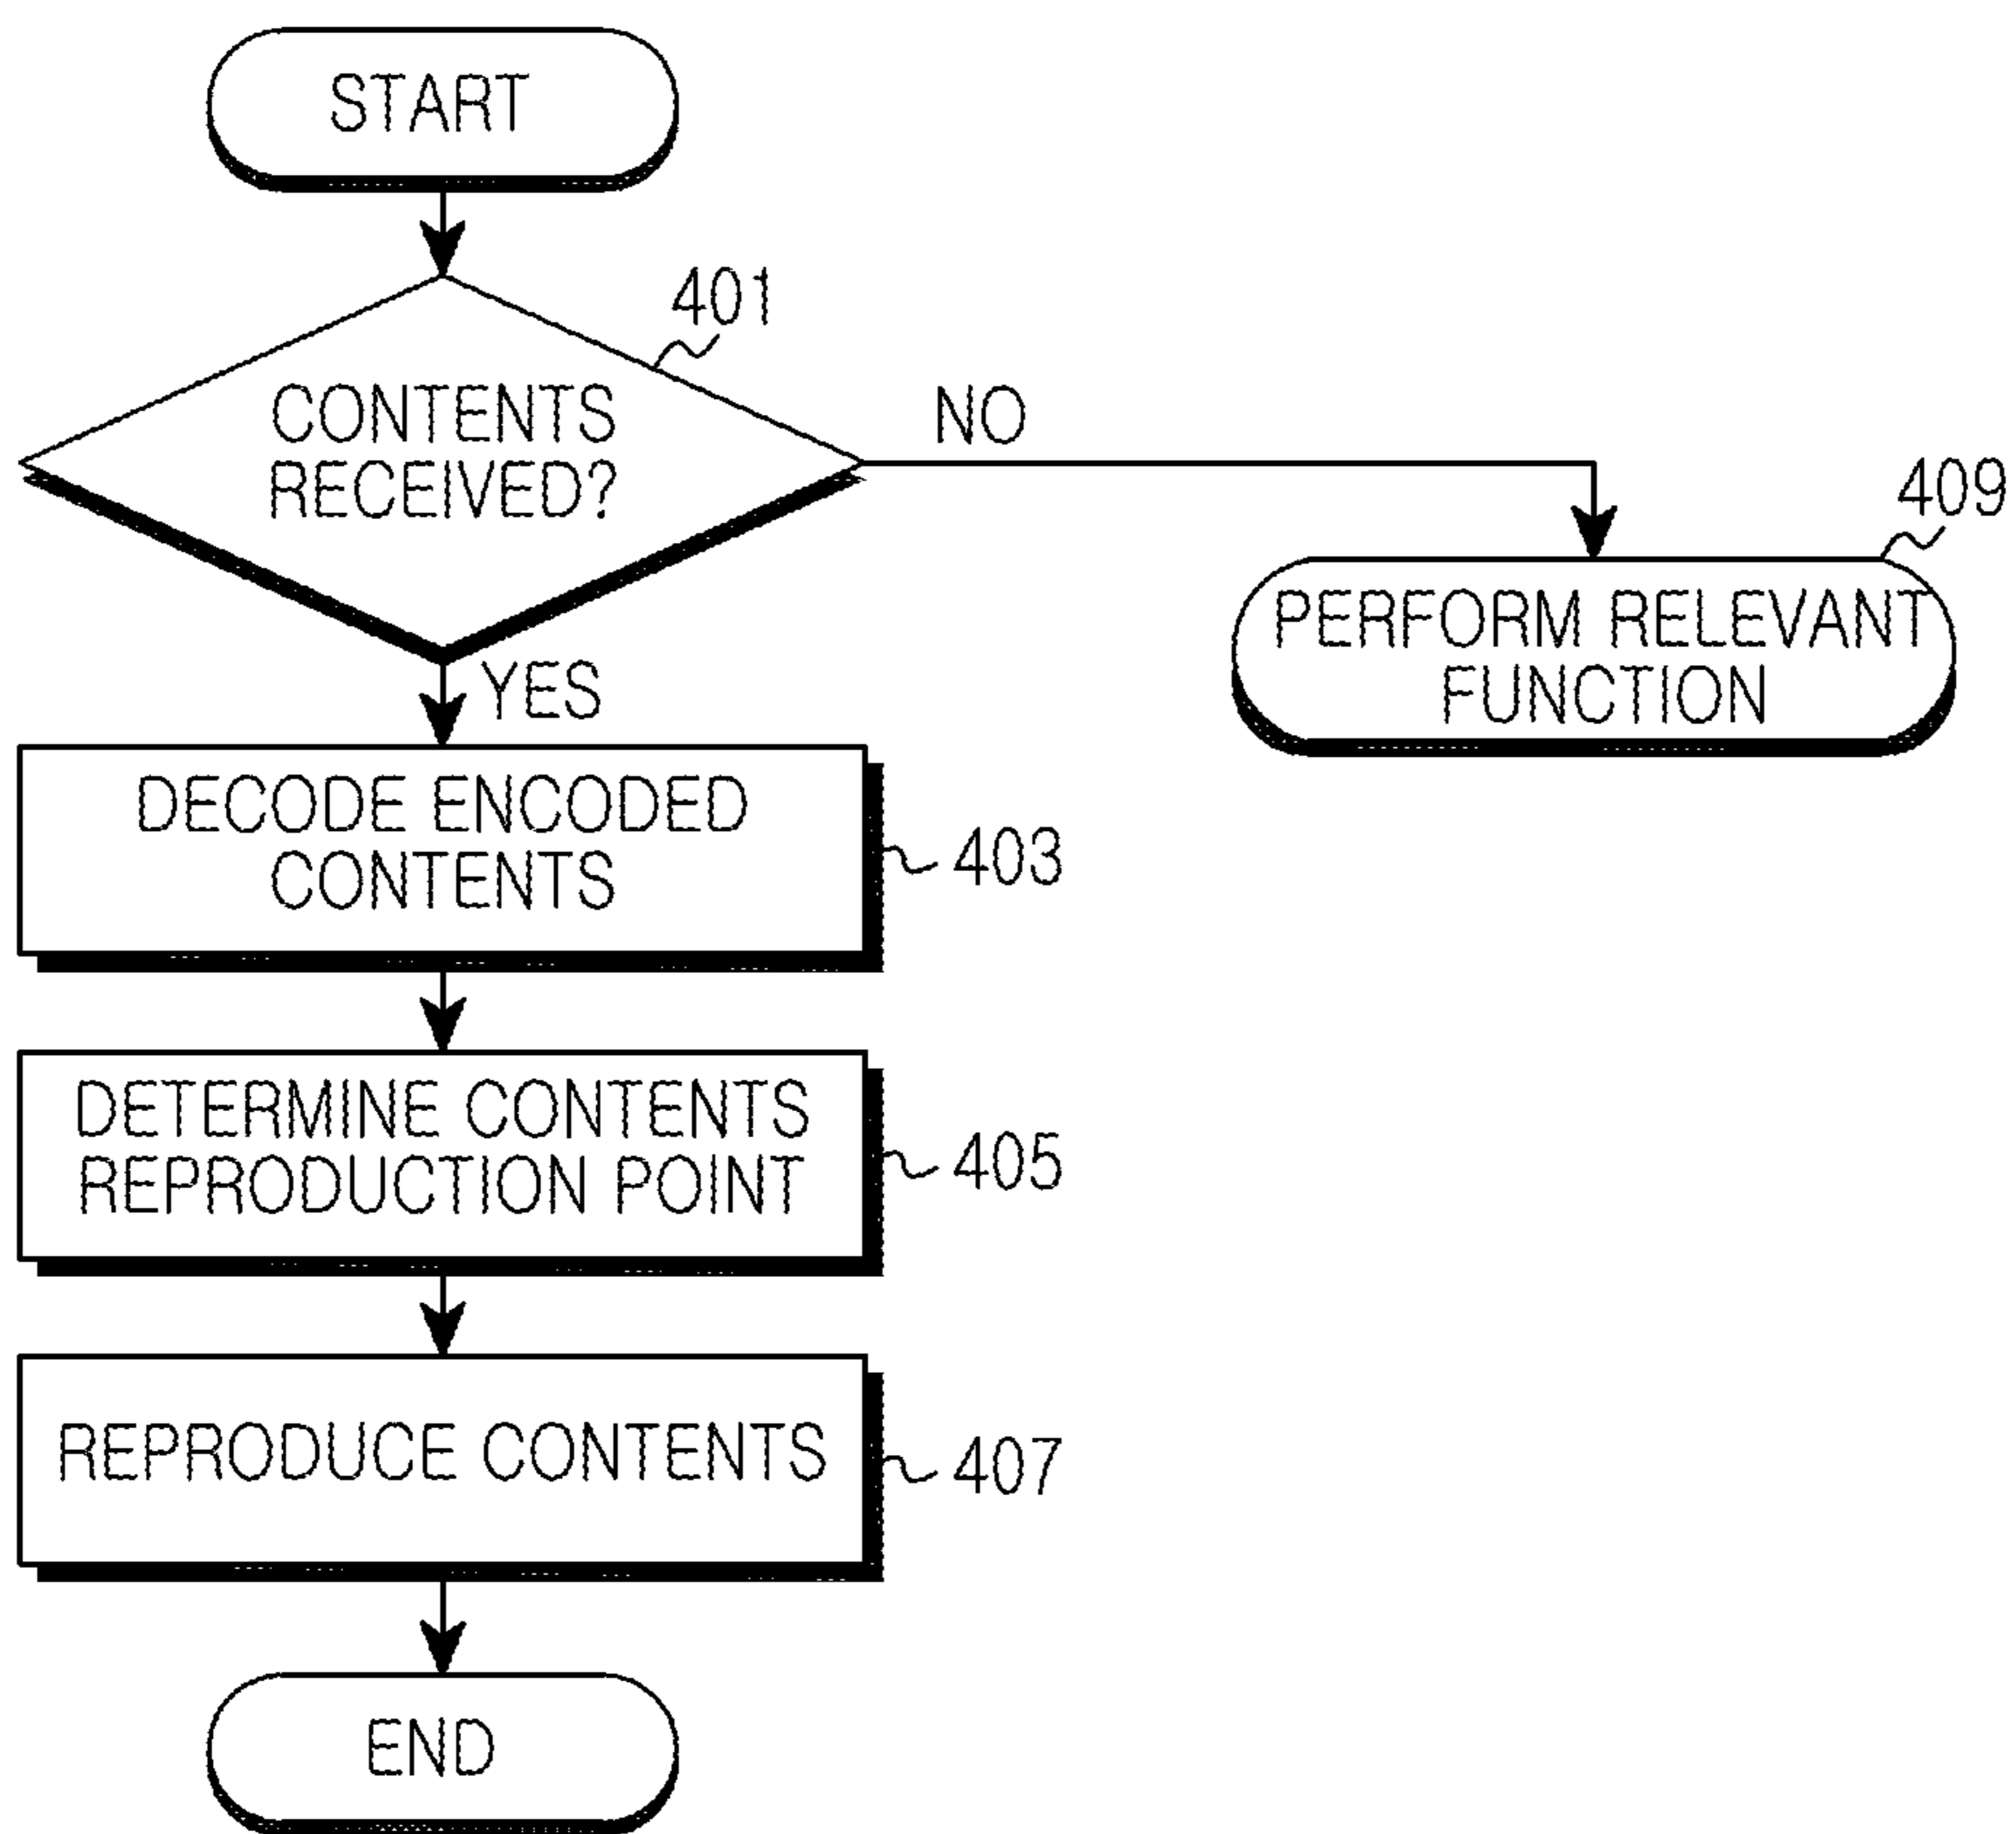 START
401
CONTENTS
RECEIVED?
NO
409
PERFORM RELEVANT
FUNCTION
YES
DECODE ENCODED
CONTENTS
403
DETERMINE CONTENTS
REPRODUCTION POINT
405
REPRODUCE CONTENTS
407
END